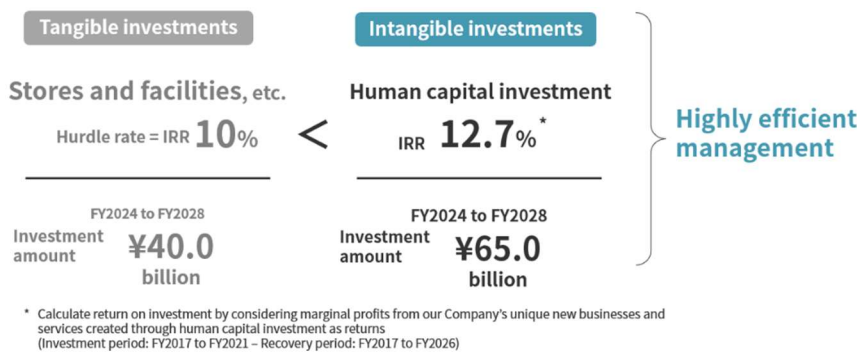 Tangible investments
Stores and facilities, etc.
Hurdle rate = IRR 10%
FY2024 to FY2028
Investment
amount
¥40.0
billion
<
Intangible investments
Human capital investment
IRR 12.7%*
FY2024 to FY2028
Investment
amount
¥65.0
billion
Highly efficient
management
* Calculate return on investment by considering marginal profits from our Company's unique new businesses and
services created through human capital investment as returns
(Investment period: FY2017 to FY2021 – Recovery period: FY2017 to FY2026)